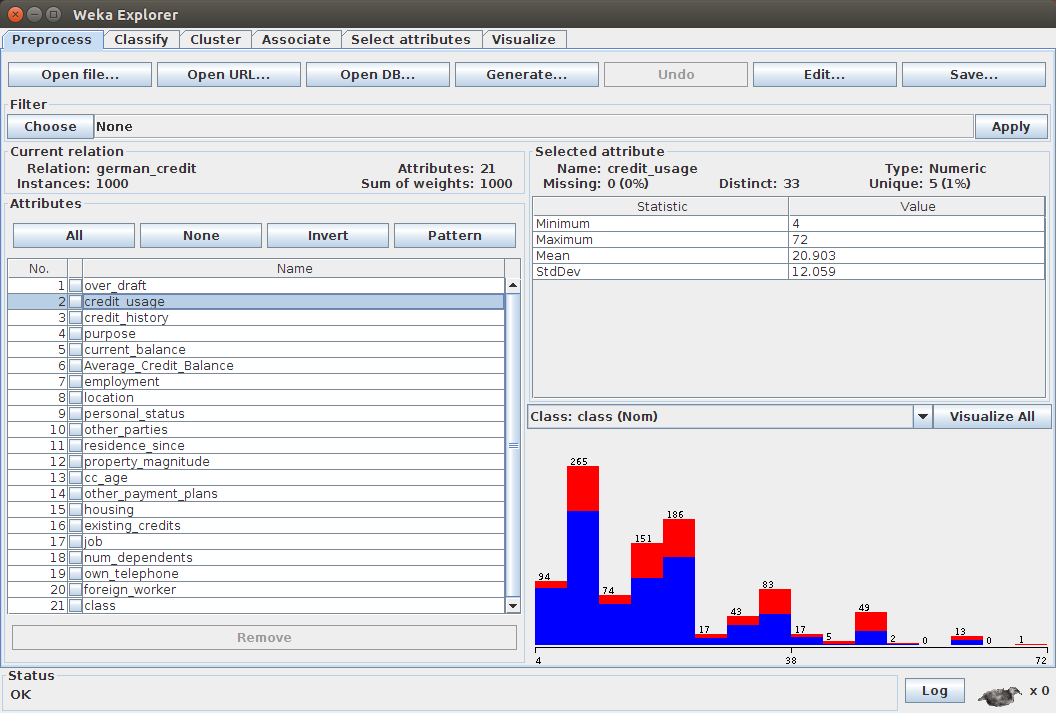 Weka Explorer
Preprocess Classify Cluster Associate Select attributes Visualize
Open file... Open URL... Open DB... Generate... Undo Edit... Save...
Filter
Choose None Apply
Current relation
Relation: german_credit Attributes: 21
Instances: 1000 Sum of weights: 1000
Attributes
All None Invert Pattern
No. Name
1 over_draft
2 credit_usage
3 credit_history
4 purpose
5 current_balance
6 Average_Credit_Balance
7 employment
8 location
9 personal_status
10 other_parties
11 residence_since
12 property_magnitude
13 cc_age
14 other_payment_plans
15 housing
16 existing_credits
17 job
18 num_dependents
19 own_telephone
20 foreign_worker
21 class
Remove
Selected attribute
Name: credit_usage Type: Numeric
Missing: 0 (0%) Distinct: 33 Unique: 5 (1%)
Statistic Value
Minimum 4
Maximum 72
Mean 20.903
StdDev 12.059
Class: class (Nom) Visualize All
265
186
151
94
83
74
49
43
17 17 5 2 0 13 0 1
4 38 72
Status
OK
Log x 0